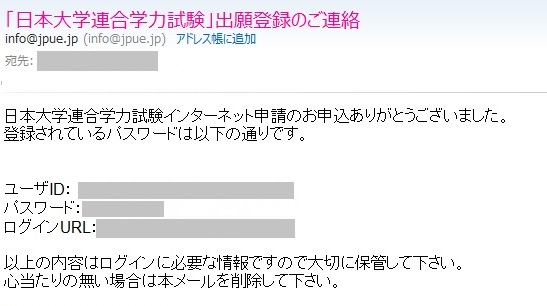 「日本大学連合学力試験」出願登録のご連絡
info@jpue.jp (info@jpue.jp) アドレス帳に追加
宛先:
日本大学連合学力試験インターネット申請のお申込ありがとうございました。
登録されているパスワードは以下の通りです。
ユーザID:
パスワード:
ログインURL:
以上の内容はログインに必要な情報ですので大切に保管して下さい。
心当たりの無い場合は本メールを削除して下さい。